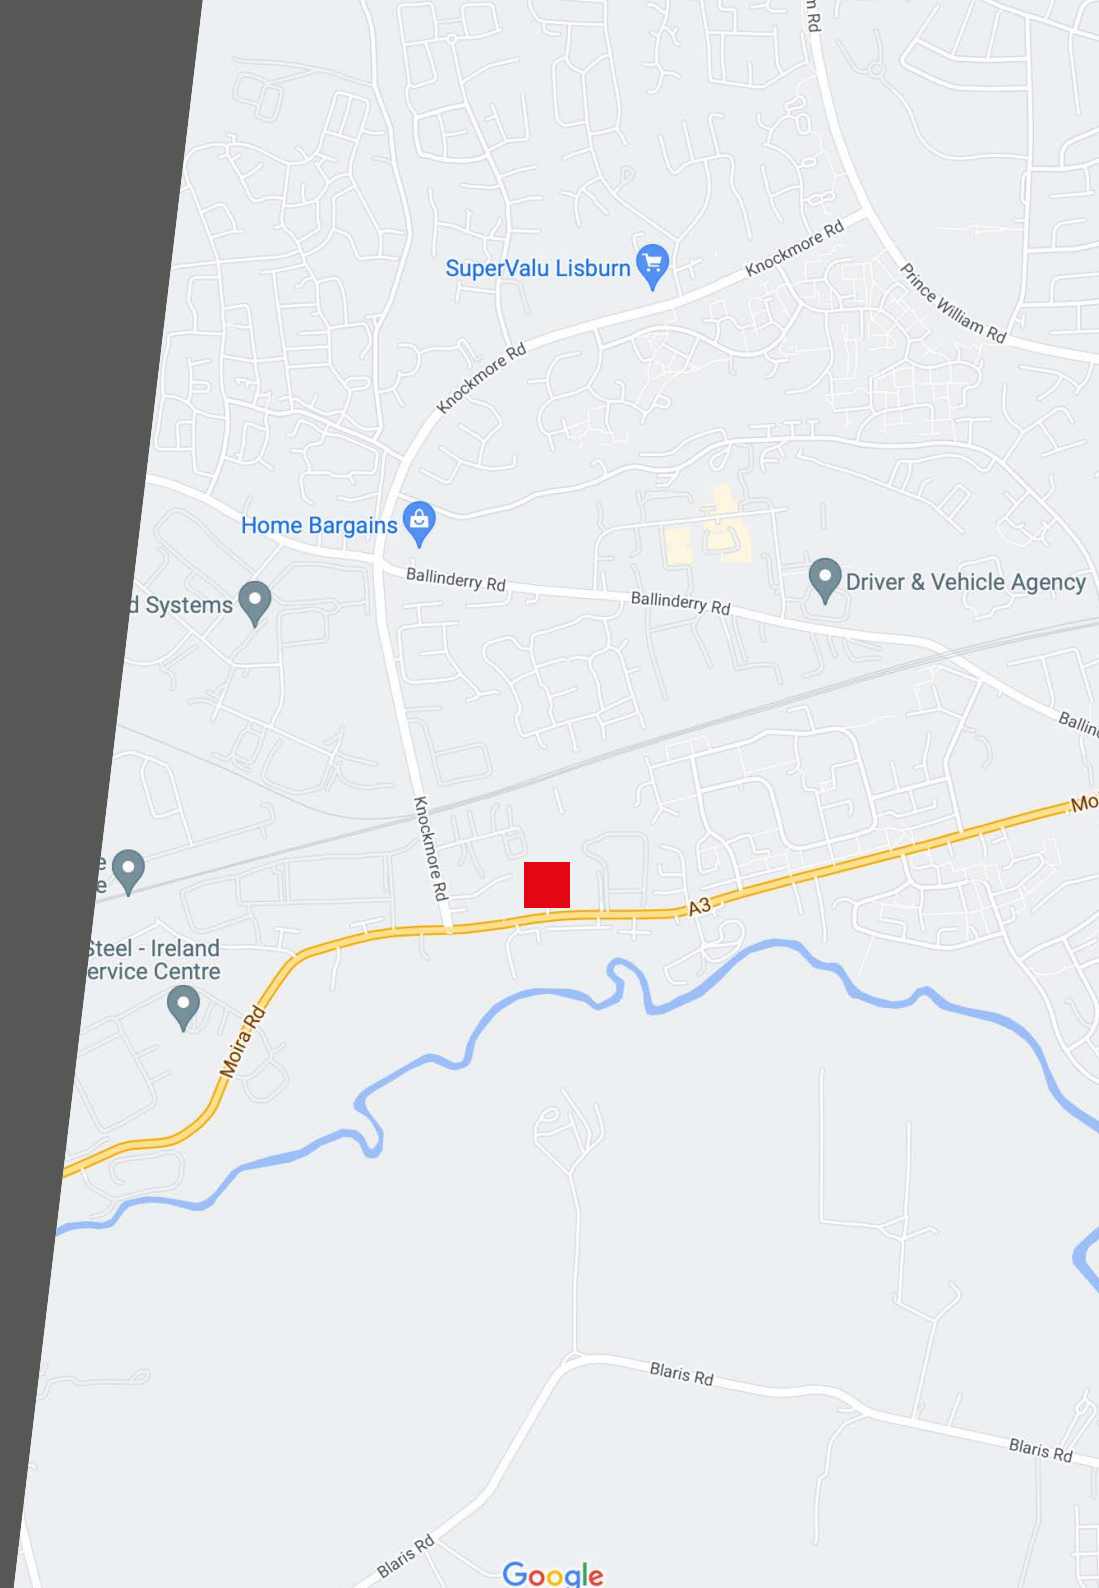 m Rd
Knockmore Rd
SuperValu Lisburn
Prince William Rd
Knockmore Rd
Home Bargains
Ballinderry Rd
Driver & Vehicle Agency
d Systems
Ballinderry Rd
Ballin
Mo
Knockmore Rd
e
e
A3
Steel - Ireland
ervice Centre
Moira Rd
Blaris Rd
Blaris Rd
Blaris Rd
Google